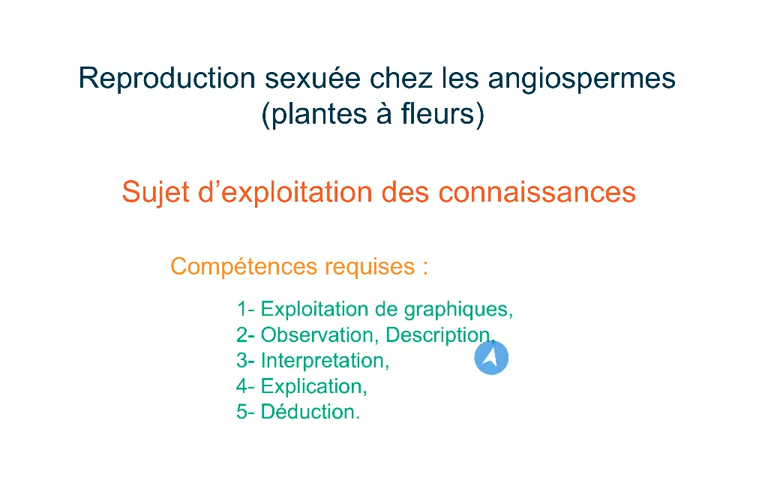 Reproduction sexuée chez les angiospermes
(plantes à fleurs)
Sujet d'exploitation des connaissances
Compétences requises :
1- Exploitation de graphiques,
2- Observation, Description,
3- Interpretation,
4- Explication,
5- Déduction.